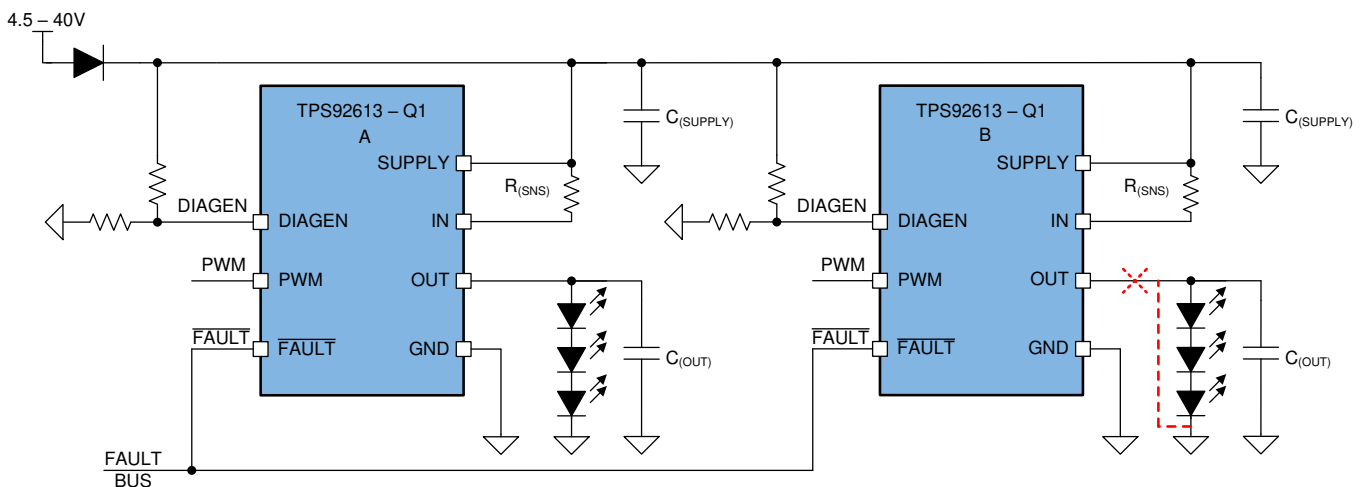 4.5 – 40V
TPS92613 – Q1
A
SUPPLY
R(SNS)
C(SUPPLY)
DIAGEN
DIAGEN
IN
PWM
PWM
OUT
FAULT
FAULT
GND
C(OUT)
TPS92613 – Q1
B
SUPPLY
R(SNS)
C(SUPPLY)
DIAGEN
DIAGEN
IN
PWM
PWM
OUT
FAULT
FAULT
GND
C(OUT)
FAULT
BUS